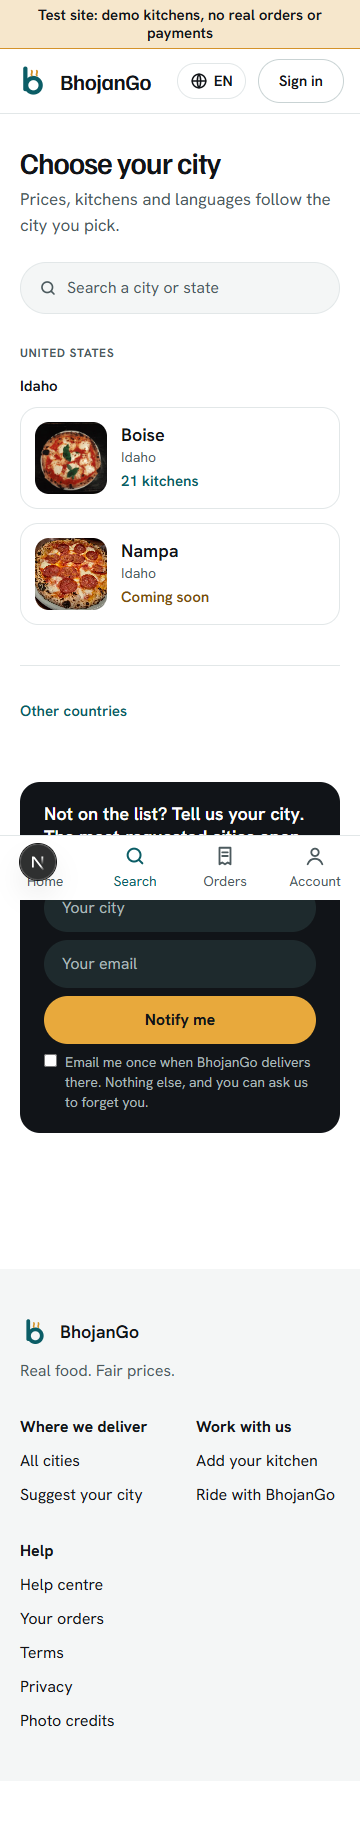 Test site: demo kitchens, no real orders or
payments
BhojanGo
EN
Sign in
Choose your city
Prices, kitchens and languages follow the
city you pick.
Search a city or state
UNITED STATES
Idaho
Boise
Idaho
21 kitchens
Nampa
Idaho
Coming soon
Other countries
Not on the list? Tell us your city.
The most requested cities open
N
Home
Search
Orders
Account
Your city
Your email
Notify me
Email me once when BhojanGo delivers
there. Nothing else, and you can ask us
to forget you.
BhojanGo
Real food. Fair prices.
Where we deliver
Work with us
All cities
Add your kitchen
Suggest your city
Ride with BhojanGo
Help
Help centre
Your orders
Terms
Privacy
Photo credits